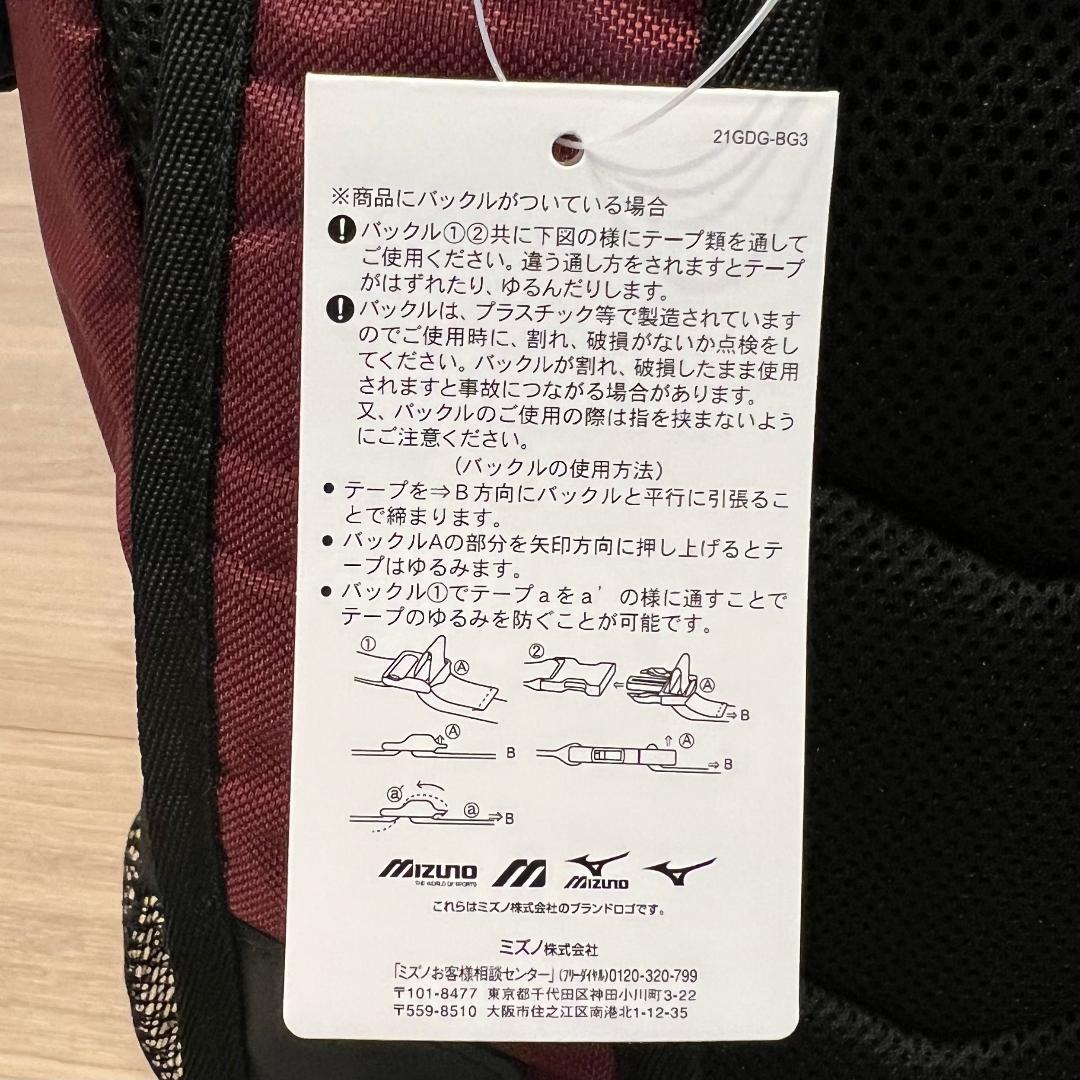 21GDG-BG3
※商品にバックルがついている場合
! バックル①②共に下図の様にテープ類を通して
ご使用ください。違う通し方をされますとテープ
がはずれたり、ゆるんだりします。
! バックルは、プラスチック等で製造されています
のでご使用時に、割れ、破損がないか点検をし
てください。バックルが割れ、破損したまま使用
されますと事故につながる場合があります。
又、バックルのご使用の際は指を挟まないよう
にご注意ください。
(バックルの使用方法)
• テープを⇒B方向にバックルと平行に引張るこ
とで締まります。
• バックルAの部分を矢印方向に押し上げるとテ
ープはゆるみます。
• バックル①でテープaをa’の様に通すことで
テープのゆるみを防ぐことが可能です。
① Ⓐ ② Ⓐ ⇒B
Ⓐ B Ⓐ ⇒B
ⓐ’ ⓐ ⇒B
MIZUNO THE WORLD OF SPORTS M MIZUNO
これらはミズノ株式会社のブランドロゴです。
ミズノ株式会社
「ミズノお客様相談センター」(フリーダイヤル)0120-320-799
〒101-8477 東京都千代田区神田小川町3-22
〒559-8510 大阪市住之江区南港北1-12-35